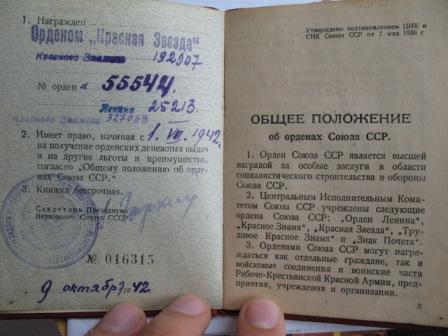 1. Награжден
Орденом „Красная Звезда"
Красного Знамени 192907
№ орден а 55544.
Ленина 25213.
Красного Знамени 327063
2. Имеет право, начиная с 1. VII. 1942 г.
на получение орденских денежных выдач
и на другие льготы и преимущества,
согласно „Общему положению об орде-
нах Союза ССР.“
3. Книжка бессрочная.
Секретарь Президиума
Верховного Совета СССР
№ 016315
9 октября 42
Утверждено постановлением ЦИК и
СНК Союза ССР от 7 мая 1936 г
ОБЩЕЕ ПОЛОЖЕНИЕ
об орденах Союза ССР.
1. Орден Союза ССР является высшей
наградой за особые заслуги в области
социалистического строительства и обороны
Союза ССР.
2. Центральным Исполнительным Коми-
тетом Союза ССР учреждены следующие
ордена Союза ССР: „Орден Ленина",
„Красное Знамя", „Красная Звезда", „Тру-
довое Красное Знамя" и „Знак Почета".
3. Орденами Союза ССР могут награж-
даться как отдельные граждане, так
и войсковые соединения и воинские части
Рабоче-Крестьянской Красной Армии, пред-
приятия, учреждения и организации.
3